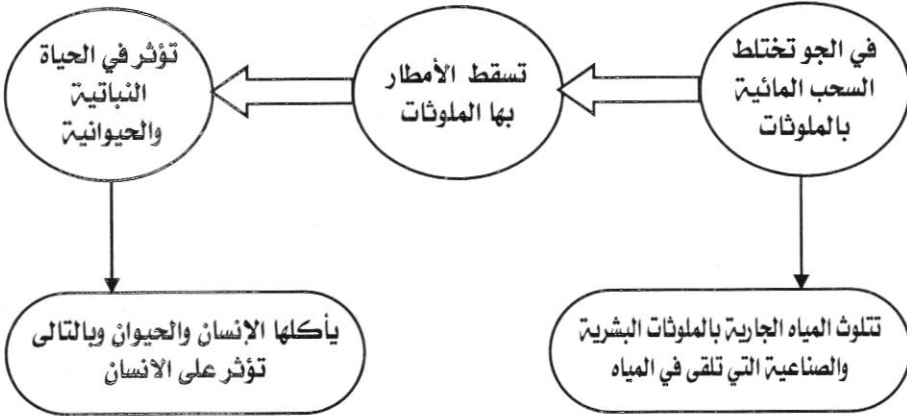 في الجو تختلط
السحب المائية
بالملوثات
تسقط الأمطار
بها الملوثات
تؤثر في الحياة
النباتية
والحيوانية
تتلوث المياه الجارية بالملوثات البشرية
والصناعية التي تلقى في المياه
يأكلها الإنسان والحيوان وبالتالى
تؤثر على الانسان